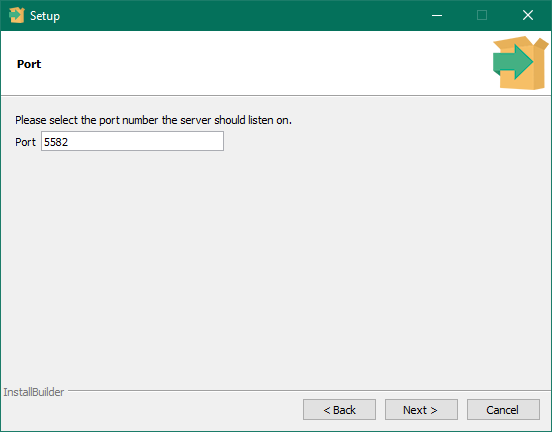 Setup
Port
Please select the port number the server should listen on.
Port 5582
InstallBuilder
< Back Next > Cancel